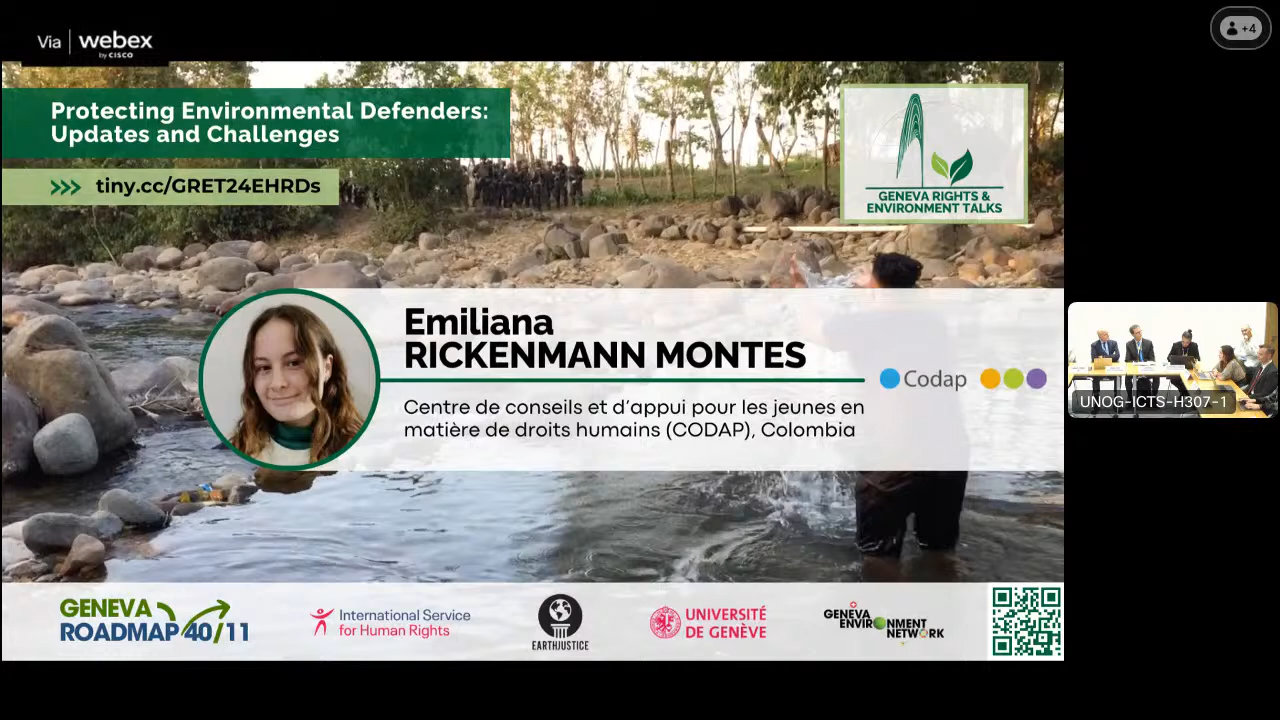 Via webex
by CISCO
+4
Protecting Environmental Defenders:
Updates and Challenges
>>> tiny.cc/GRET24EHRDs
GENEVA RIGHTS &
ENVIRONMENT TALKS
Emiliana
RICKENMANN MONTES
Codap
Centre de conseils et d'appui pour les jeunes en
matière de droits humains (CODAP), Colombia
UNOG-ICTS-H307-1
GENEVA
ROADMAP 40/11
International Service
for Human Rights
EARTHJUSTICE
UNIVERSITÉ
DE GENÈVE
GENEVA
ENVIRONMENT
NETWORK